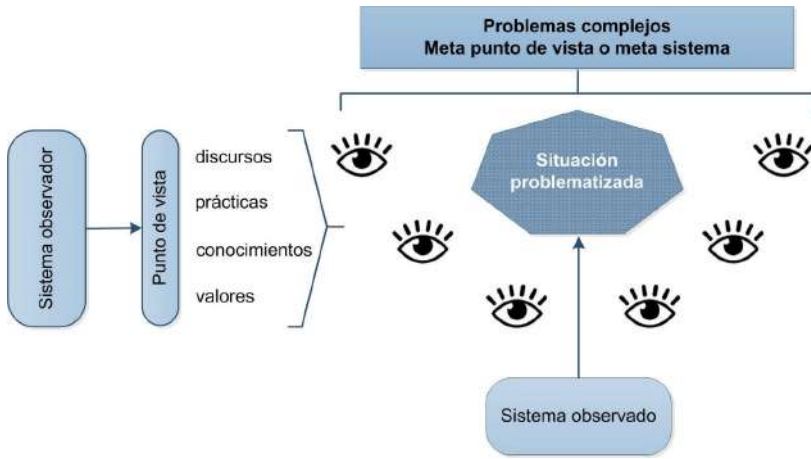 Problemas complejos
Meta punto de vista o meta sistema
Sistema observador
Punto de vista
discursos
prácticas
conocimientos
valores
Situación
problematizada
Sistema observado